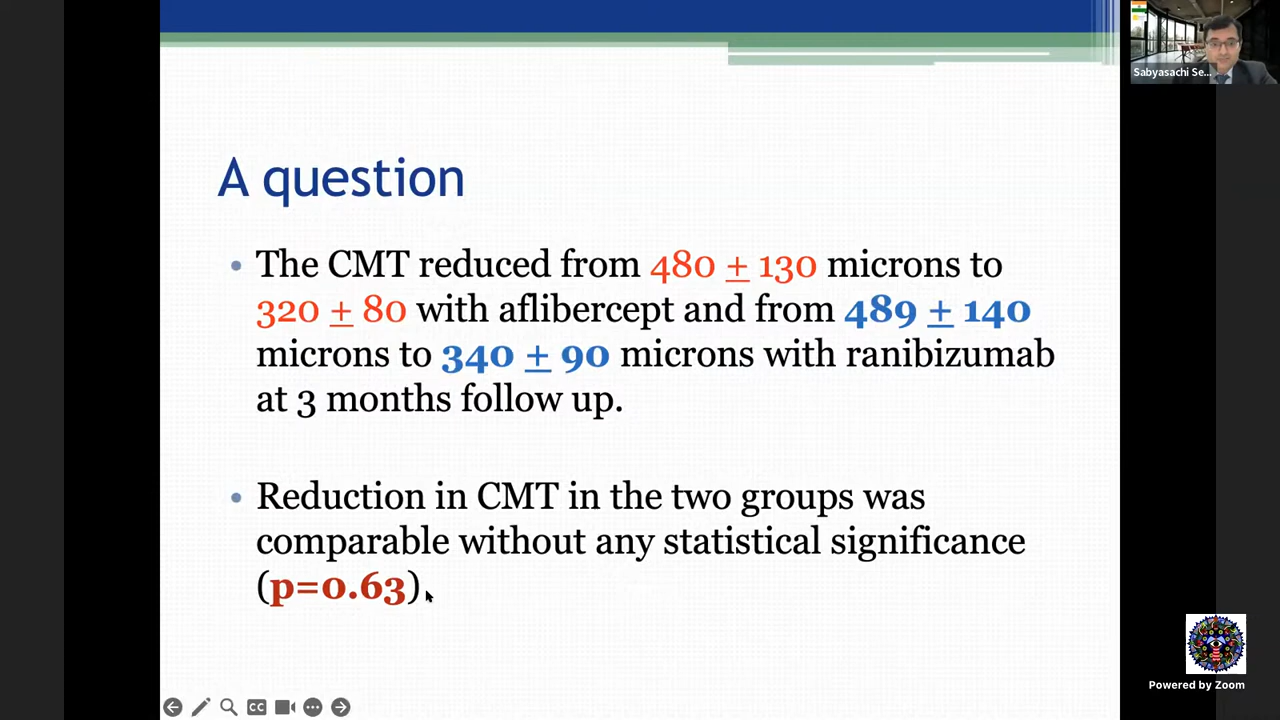 Sabyasachi Se...
A question
• The CMT reduced from 480 + 130 microns to
320 + 80 with aflibercept and from 489 + 140
microns to 340 + 90 microns with ranibizumab
at 3 months follow up.
• Reduction in CMT in the two groups was
comparable without any statistical significance
(p=0.63).
CC
Powered by Zoom